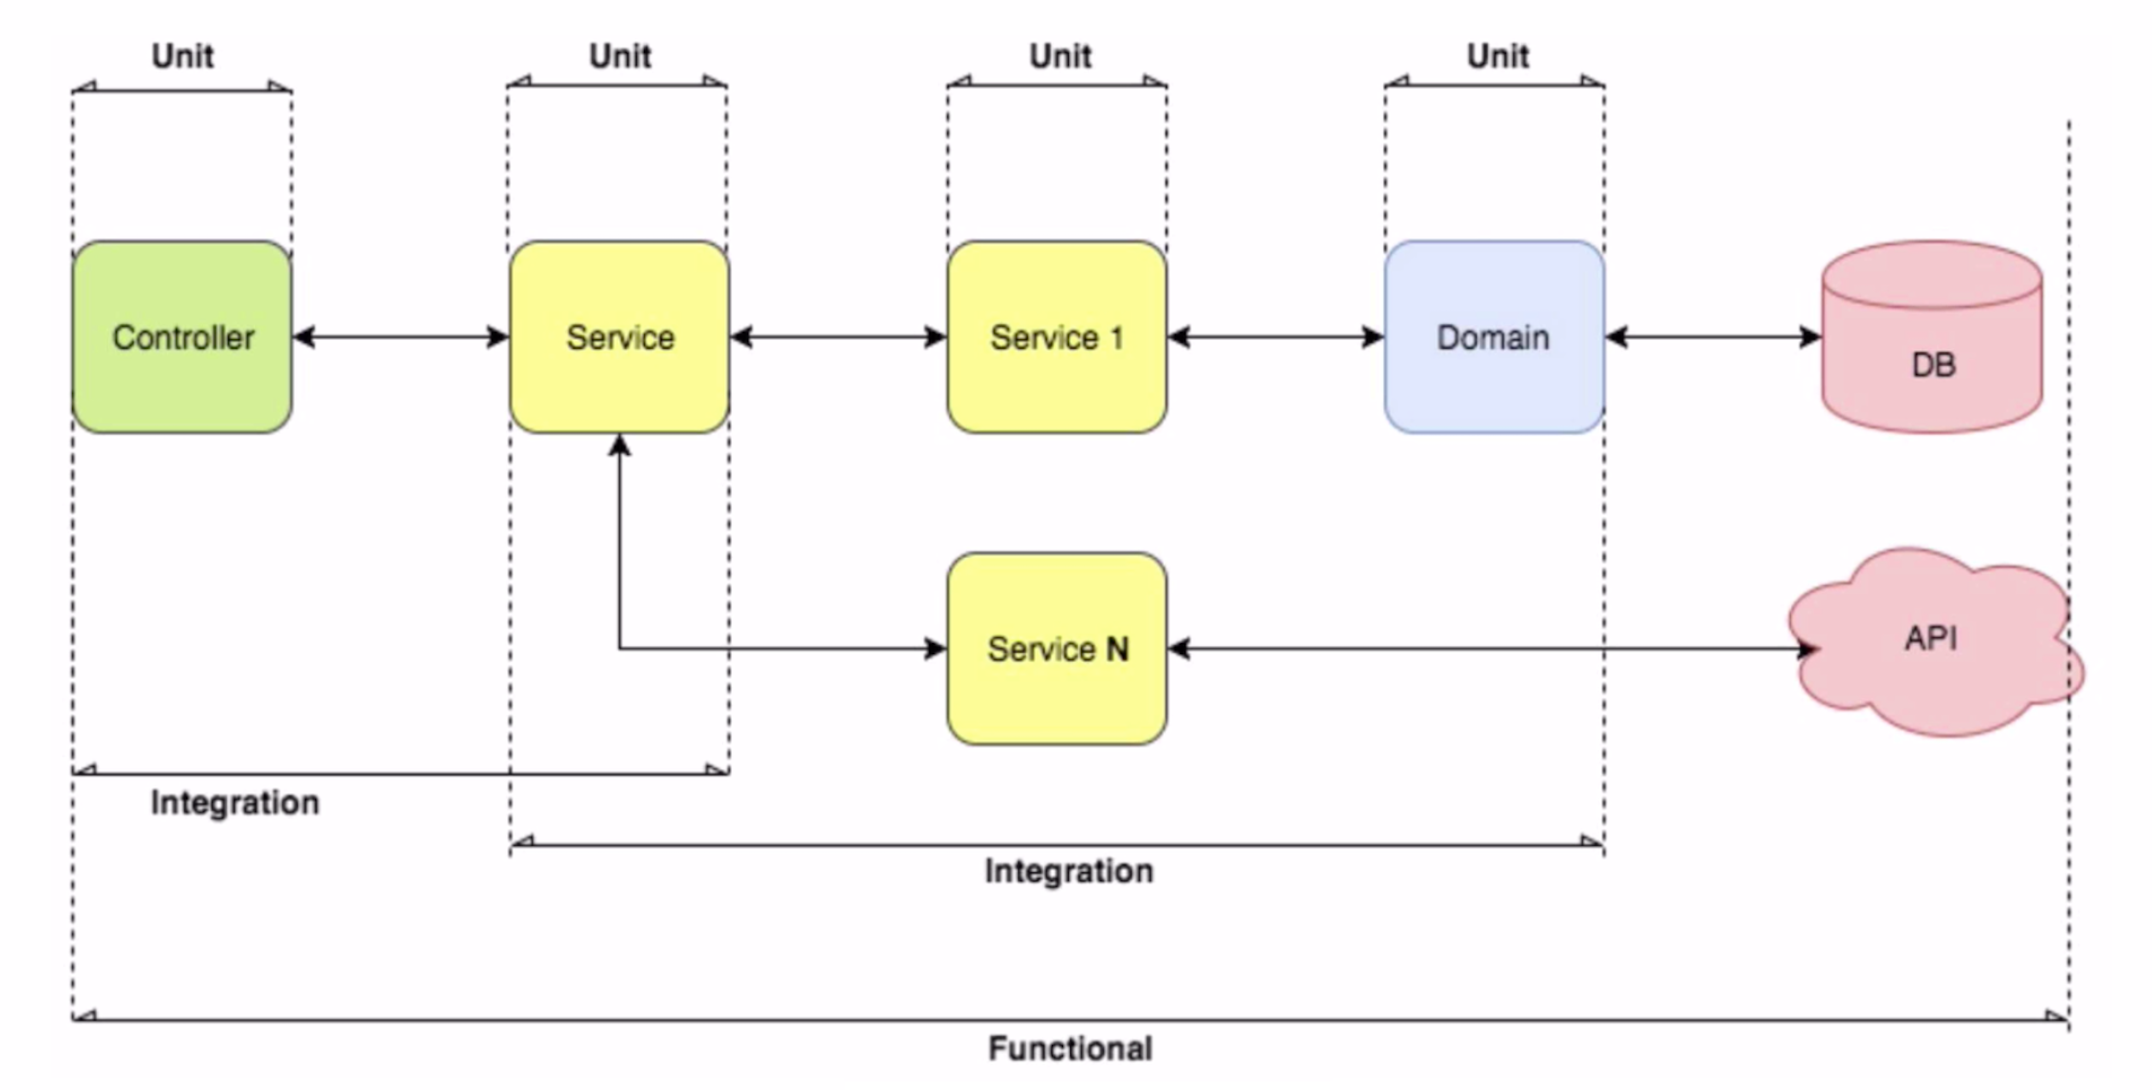 Unit
Unit
Unit
Unit
Controller
Service
Service 1
Domain
DB
Service N
API
Integration
Integration
Functional